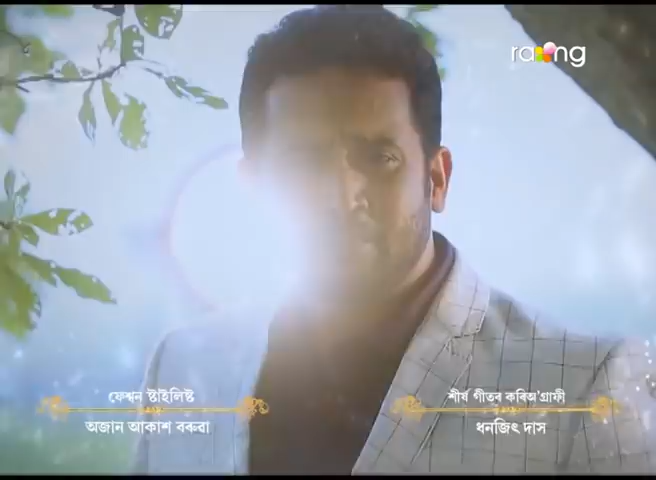 rang
ফেশ্বন ষ্টাইলিষ্ট
অজান আকাশ বৰুৱা
শীৰ্ষ গীতৰ কৰিঅ'গ্ৰাফী
ধনজিৎ দাস